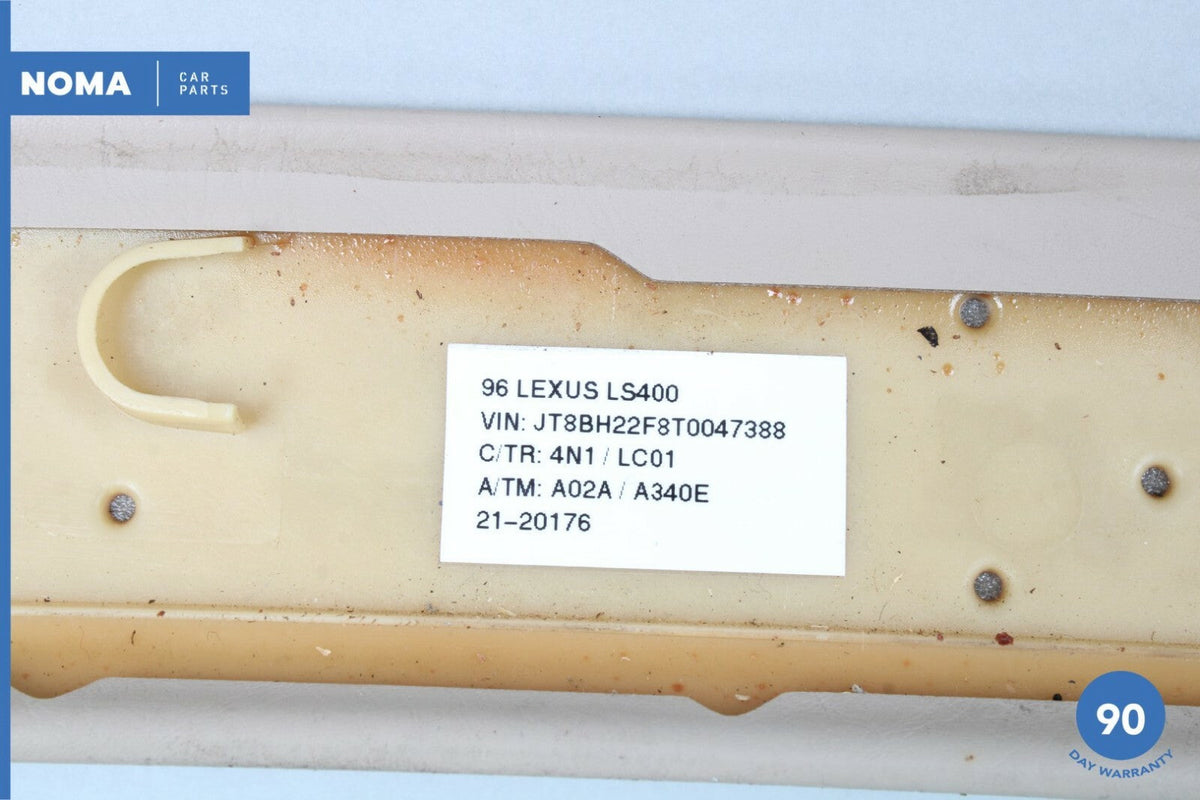 NOMA
CAR
PARTS
96 LEXUS LS400
VIN: JT8BH22F8T0047388
C/TR: 4N1 / LC01
A/TM: A02A / A340E
21-20176
90
DAY WARRANTY